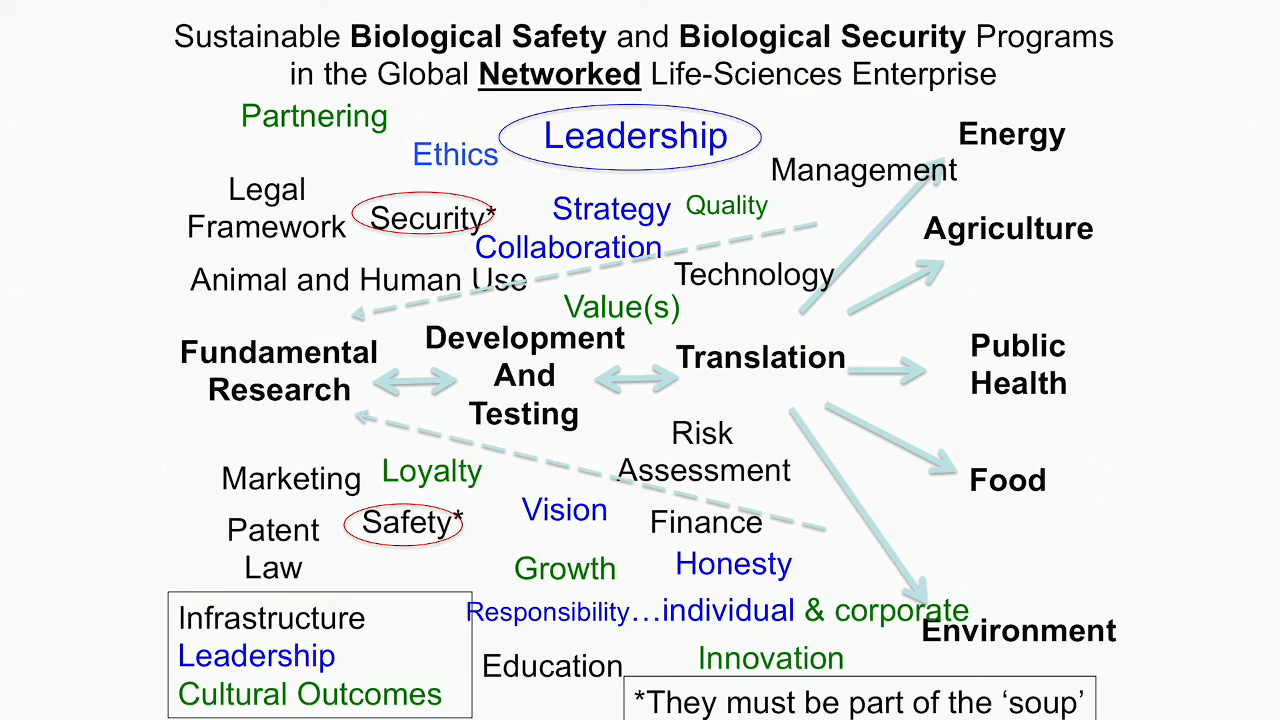 Sustainable Biological Safety and Biological Security Programs
in the Global Networked Life-Sciences Enterprise
Partnering
Leadership
Energy
Ethics
Management
Legal
Framework
Security*
Strategy
Quality
Agriculture
Collaboration
Animal and Human Use
Technology
Value(s)
Fundamental
Research
Development
And
Testing
Translation
Public
Health
Risk
Assessment
Marketing
Loyalty
Food
Patent
Law
Safety*
Vision
Finance
Growth
Honesty
Responsibility…individual & corporate
Environment
Infrastructure
Leadership
Cultural Outcomes
Education
Innovation
*They must be part of the ‘soup’